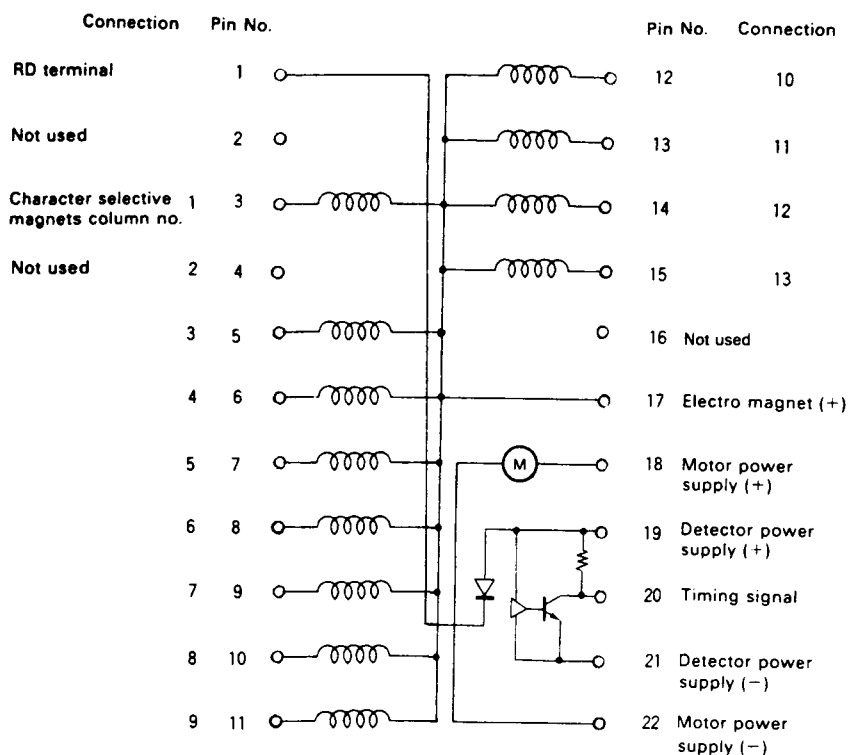 Connection Pin No. Pin No. Connection
RD terminal 1 12 10
Not used 2 13 11
Character selective 1 3 14 12
magnets column no.
Not used 2 4 15 13
3 5 16 Not used
4 6 17 Electro magnet (+)
5 7 M 18 Motor power
supply (+)
6 8 19 Detector power
supply (+)
7 9 20 Timing signal
8 10 21 Detector power
supply (−)
9 11 22 Motor power
supply (−)